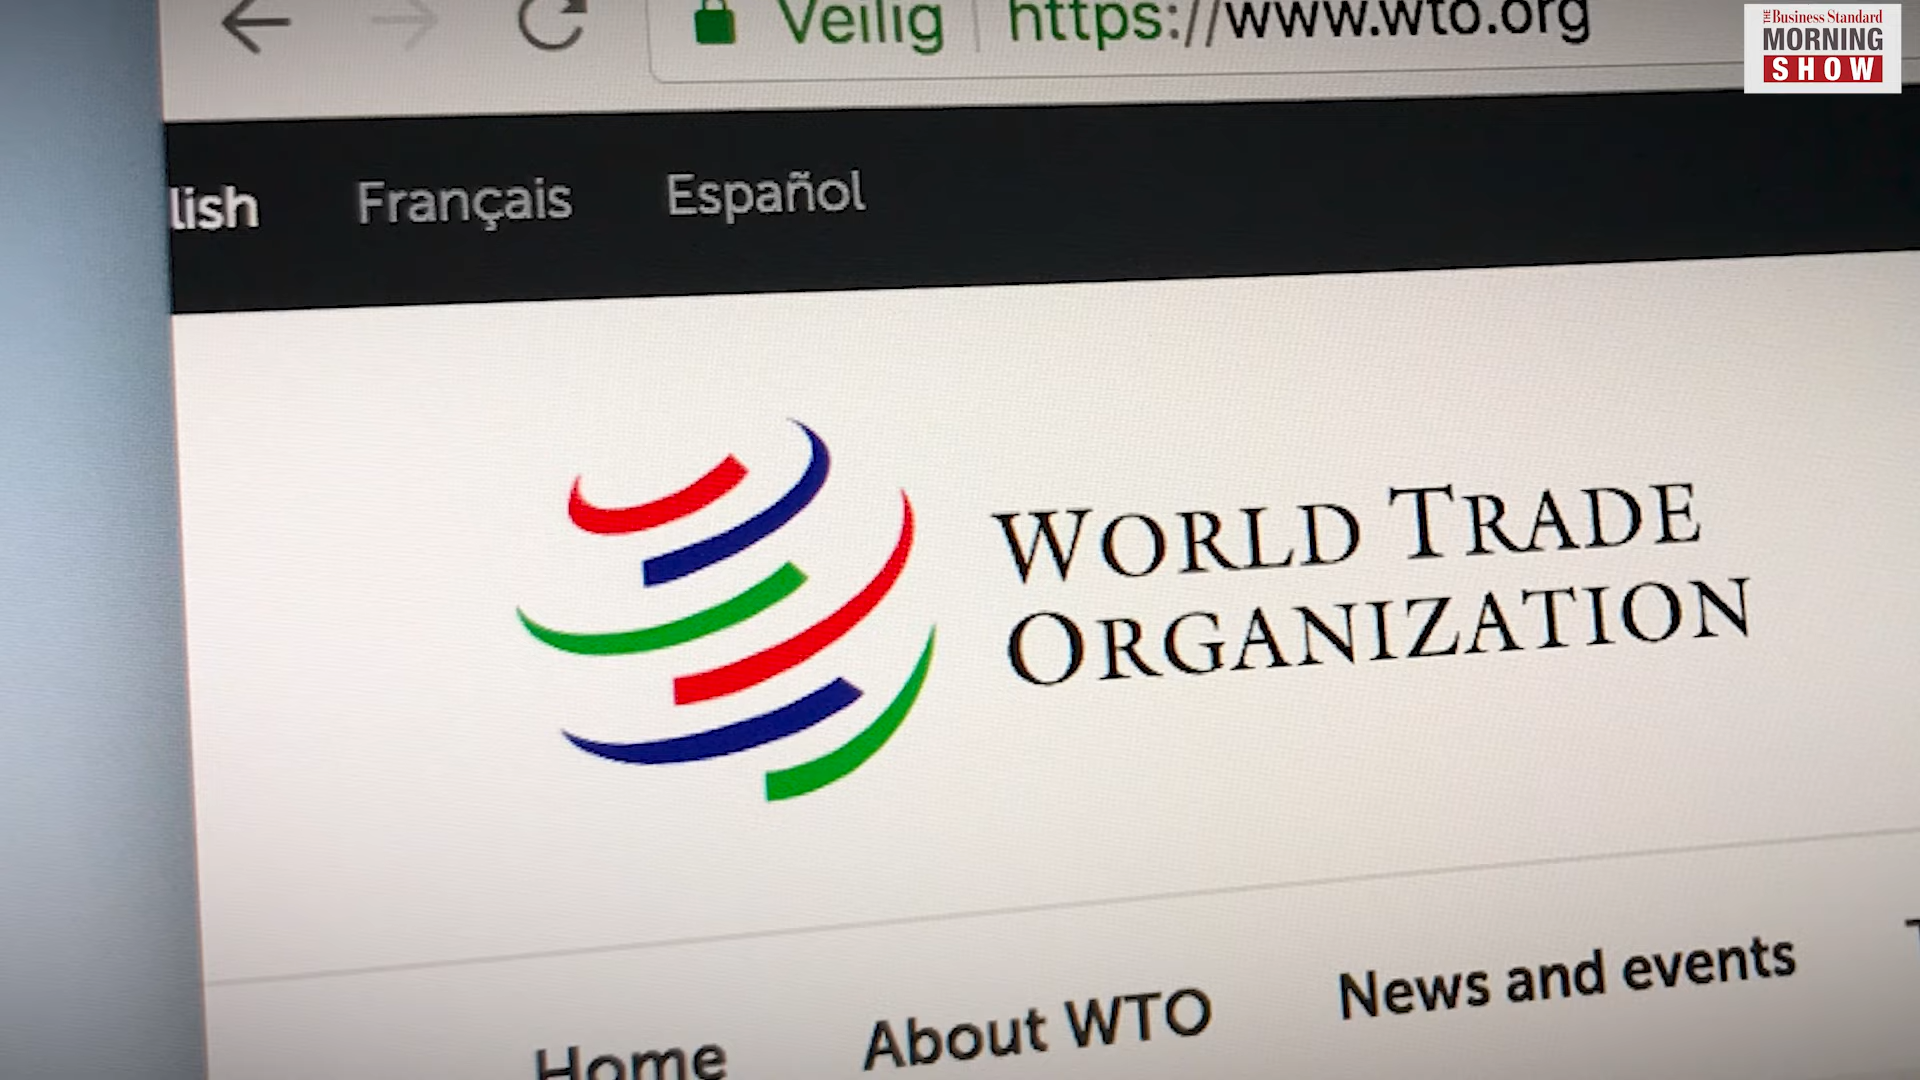 Veilig
https://www.wto.org
THE Business Standard
MORNING
SHOW
lish Français Español
WORLD TRADE
ORGANIZATION
Home About WTO News and events